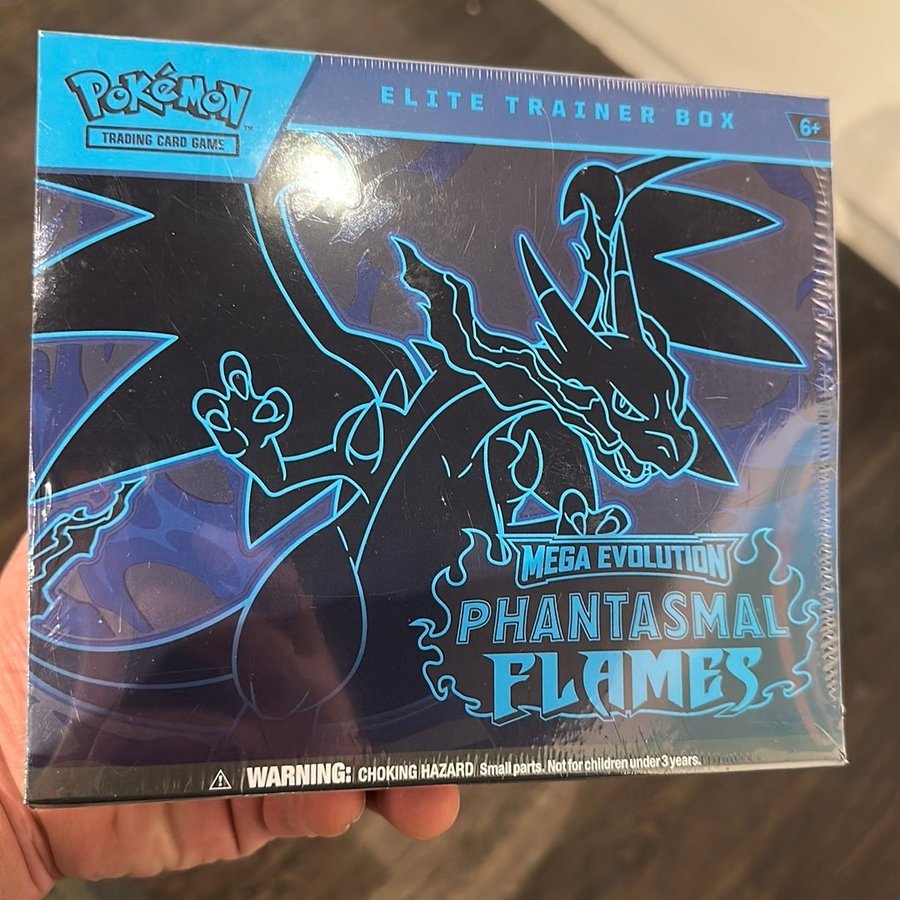 POKéMON™
TRADING CARD GAME
ELITE TRAINER BOX
6+
MEGA EVOLUTION
PHANTASMAL
FLAMES
WARNING: CHOKING HAZARD Small parts. Not for children under 3 years.